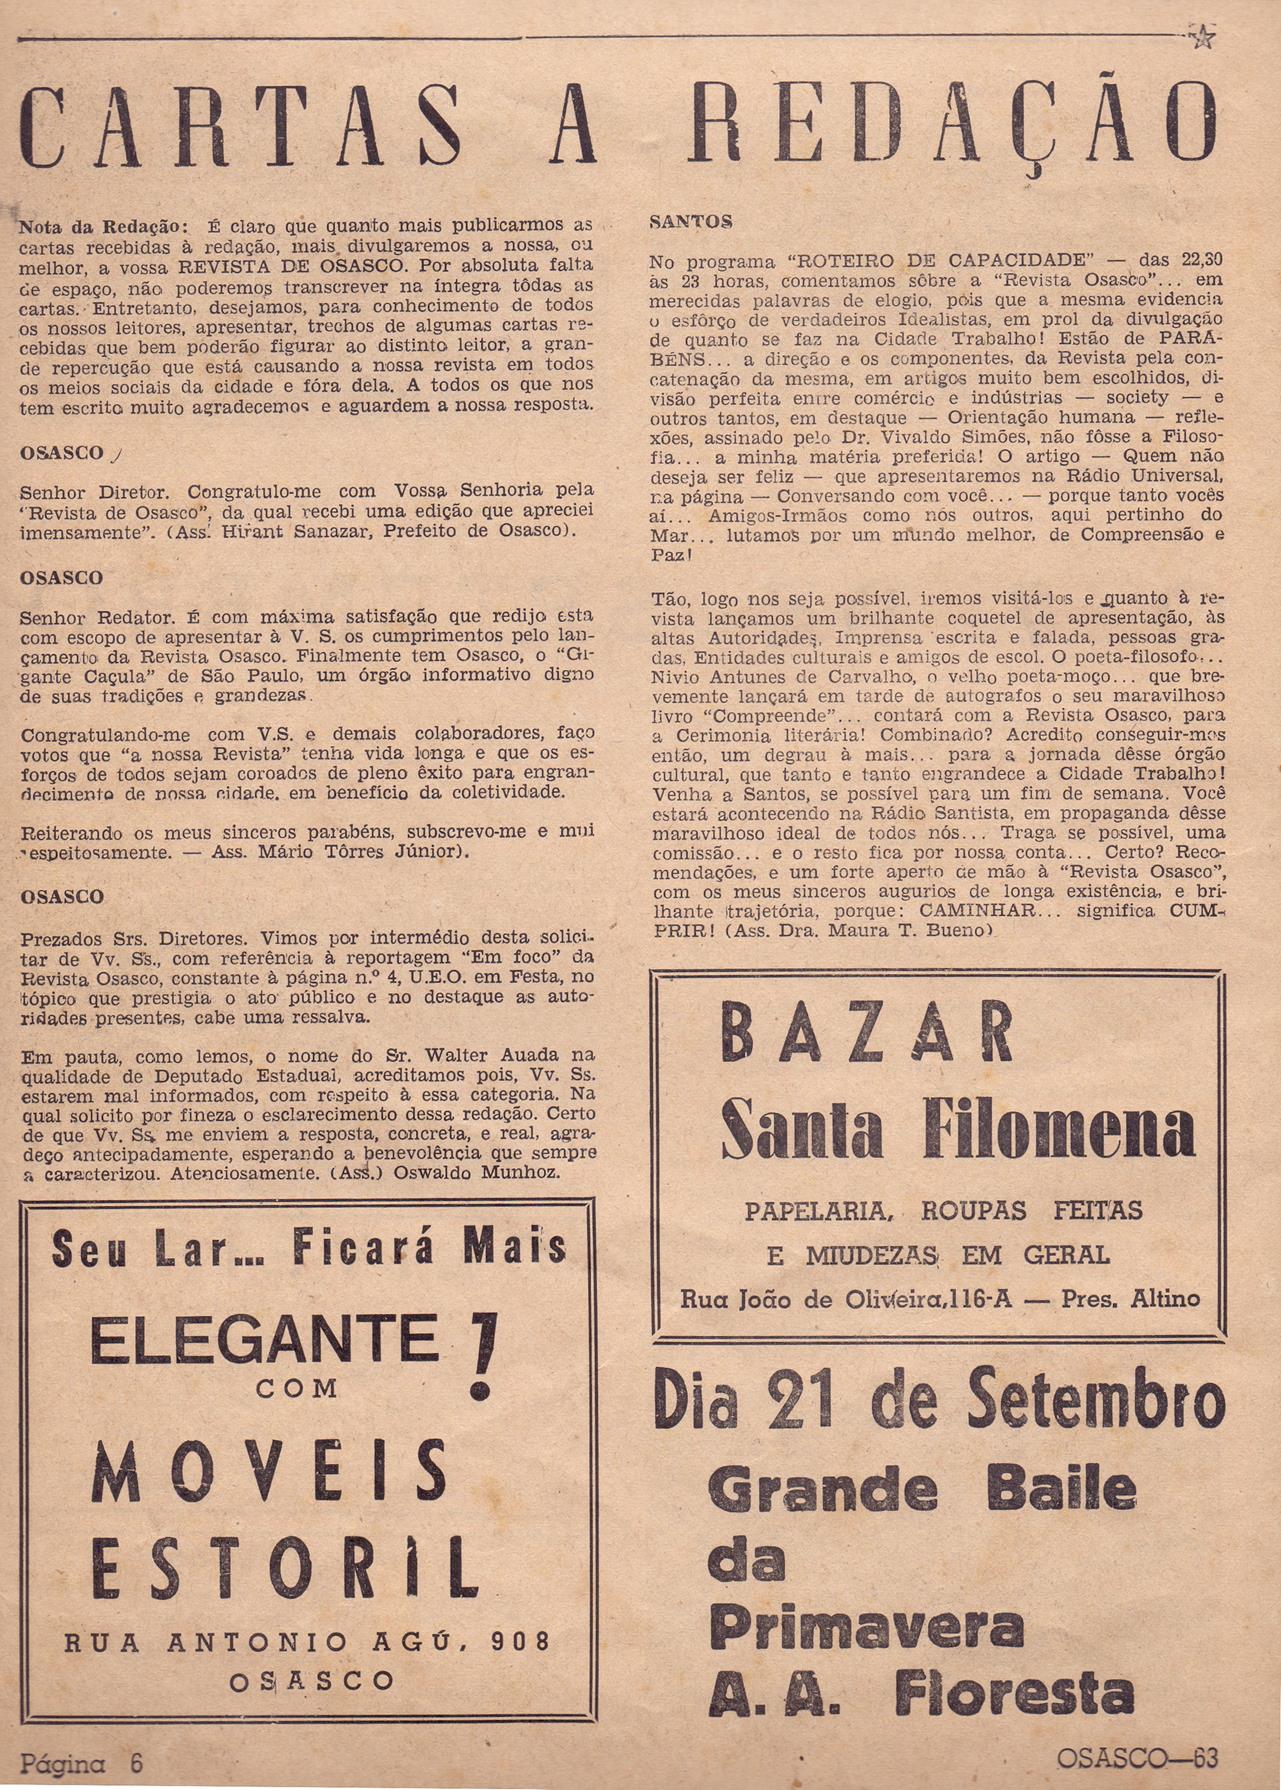 CARTAS A REDAÇÃO
Nota da Redação: É claro que quanto mais publicarmos as
cartas recebidas à redação, mais divulgaremos a nossa, ou
melhor, a vossa REVISTA DE OSASCO. Por absoluta falta
de espaço, não poderemos transcrever na íntegra tôdas as
cartas. Entretanto, desejamos, para conhecimento de todos
os nossos leitores, apresentar, trechos de algumas cartas re-
cebidas que bem poderão figurar ao distinto leitor, a gran-
de repercução que está causando a nossa revista em todos
os meios sociais da cidade e fóra dela. A todos os que nos
tem escrito muito agradecemos e aguardem a nossa resposta.
OSASCO
Senhor Diretor. Congratulo-me com Vossa Senhoria pela
"Revista de Osasco", da qual recebi uma edição que apreciei
imensamente". (Ass. Hirant Sanazar, Prefeito de Osasco).
OSASCO
Senhor Redator. É com máxima satisfação que redijo esta
com escopo de apresentar à V. S. os cumprimentos pelo lan-
çamento da Revista Osasco. Finalmente tem Osasco, o "Gi-
gante Caçula" de São Paulo, um órgão informativo digno
de suas tradições e grandezas.
Congratulando-me com V.S. e demais colaboradores, faço
votos que "a nossa Revista" tenha vida longa e que os es-
forços de todos sejam coroados de pleno êxito para engran-
decimento de nossa cidade, em benefício da coletividade.
Reiterando os meus sinceros parabéns, subscrevo-me e mui
respeitosamente. — Ass. Mário Tôrres Júnior).
OSASCO
Prezados Srs. Diretores. Vimos por intermédio desta solici-
tar de Vv. Ss., com referência à reportagem "Em foco" da
Revista Osasco, constante à página n.º 4, U.E.O. em Festa, no
tópico que prestigia o ato público e no destaque as auto-
ridades presentes, cabe uma ressalva.
Em pauta, como lemos, o nome do Sr. Walter Auada na
qualidade de Deputado Estadual, acreditamos pois, Vv. Ss.
estarem mal informados, com respeito à essa categoria. Na
qual solicito por fineza o esclarecimento dessa redação. Certo
de que Vv. Ss, me enviem a resposta, concreta, e real, agra-
deço antecipadamente, esperando a benevolência que sempre
a caracterizou. Atenciosamente. (Ass.) Oswaldo Munhoz.
Seu Lar... Ficará Mais
ELEGANTE !
COM
MOVEIS
ESTORIL
RUA ANTONIO AGÚ, 908
OSASCO
SANTOS
No programa "ROTEIRO DE CAPACIDADE" — das 22,30
às 23 horas, comentamos sôbre a "Revista Osasco"... em
merecidas palavras de elogio, pois que a mesma evidencia
o esfôrço de verdadeiros Idealistas, em prol da divulgação
de quanto se faz na Cidade Trabalho! Estão de PARA-
BÉNS... a direção e os componentes, da Revista pela con-
catenação da mesma, em artigos muito bem escolhidos, di-
visão perfeita entre comércio e indústrias — society — e
outros tantos, em destaque — Orientação humana — refle-
xões, assinado pelo Dr. Vivaldo Simões, não fôsse a Filoso-
fia... a minha matéria preferida! O artigo — Quem não
deseja ser feliz — que apresentaremos na Rádio Universal,
na página — Conversando com você... — porque tanto vocês
aí... Amigos-Irmãos como nós outros, aqui pertinho do
Mar... lutamos por um mundo melhor, de Compreensão e
Paz!
Tão, logo nos seja possível, iremos visitá-los e quanto à re-
vista lançamos um brilhante coquetel de apresentação, às
altas Autoridades, Imprensa escrita e falada, pessoas gra-
das, Entidades culturais e amigos de escol. O poeta-filosofo...
Nivio Antunes de Carvalho, o velho poeta-moço... que bre-
vemente lançará em tarde de autografos o seu maravilhoso
livro "Compreende"... contará com a Revista Osasco, para
a Cerimonia literária! Combinado? Acredito conseguir-mos
então, um degrau à mais... para a jornada dêsse órgão
cultural, que tanto e tanto engrandece a Cidade Trabalho!
Venha a Santos, se possível para um fim de semana. Você
estará acontecendo na Rádio Santista, em propaganda dêsse
maravilhoso ideal de todos nós... Traga se possível, uma
comissão... e o resto fica por nossa conta... Certo? Reco-
mendações, e um forte aperto de mão à "Revista Osasco",
com os meus sinceros augurios de longa existência, e bri-
lhante trajetória, porque: CAMINHAR... significa CUM-
PRIR! (Ass. Dra. Maura T. Bueno)
BAZAR
Santa Filomena
PAPELARIA, ROUPAS FEITAS
E MIUDEZAS EM GERAL
Rua João de Oliveira,116-A — Pres. Altino
Dia 21 de Setembro
Grande Baile
da
Primavera
A. A. Floresta
Página 6
OSASCO—63